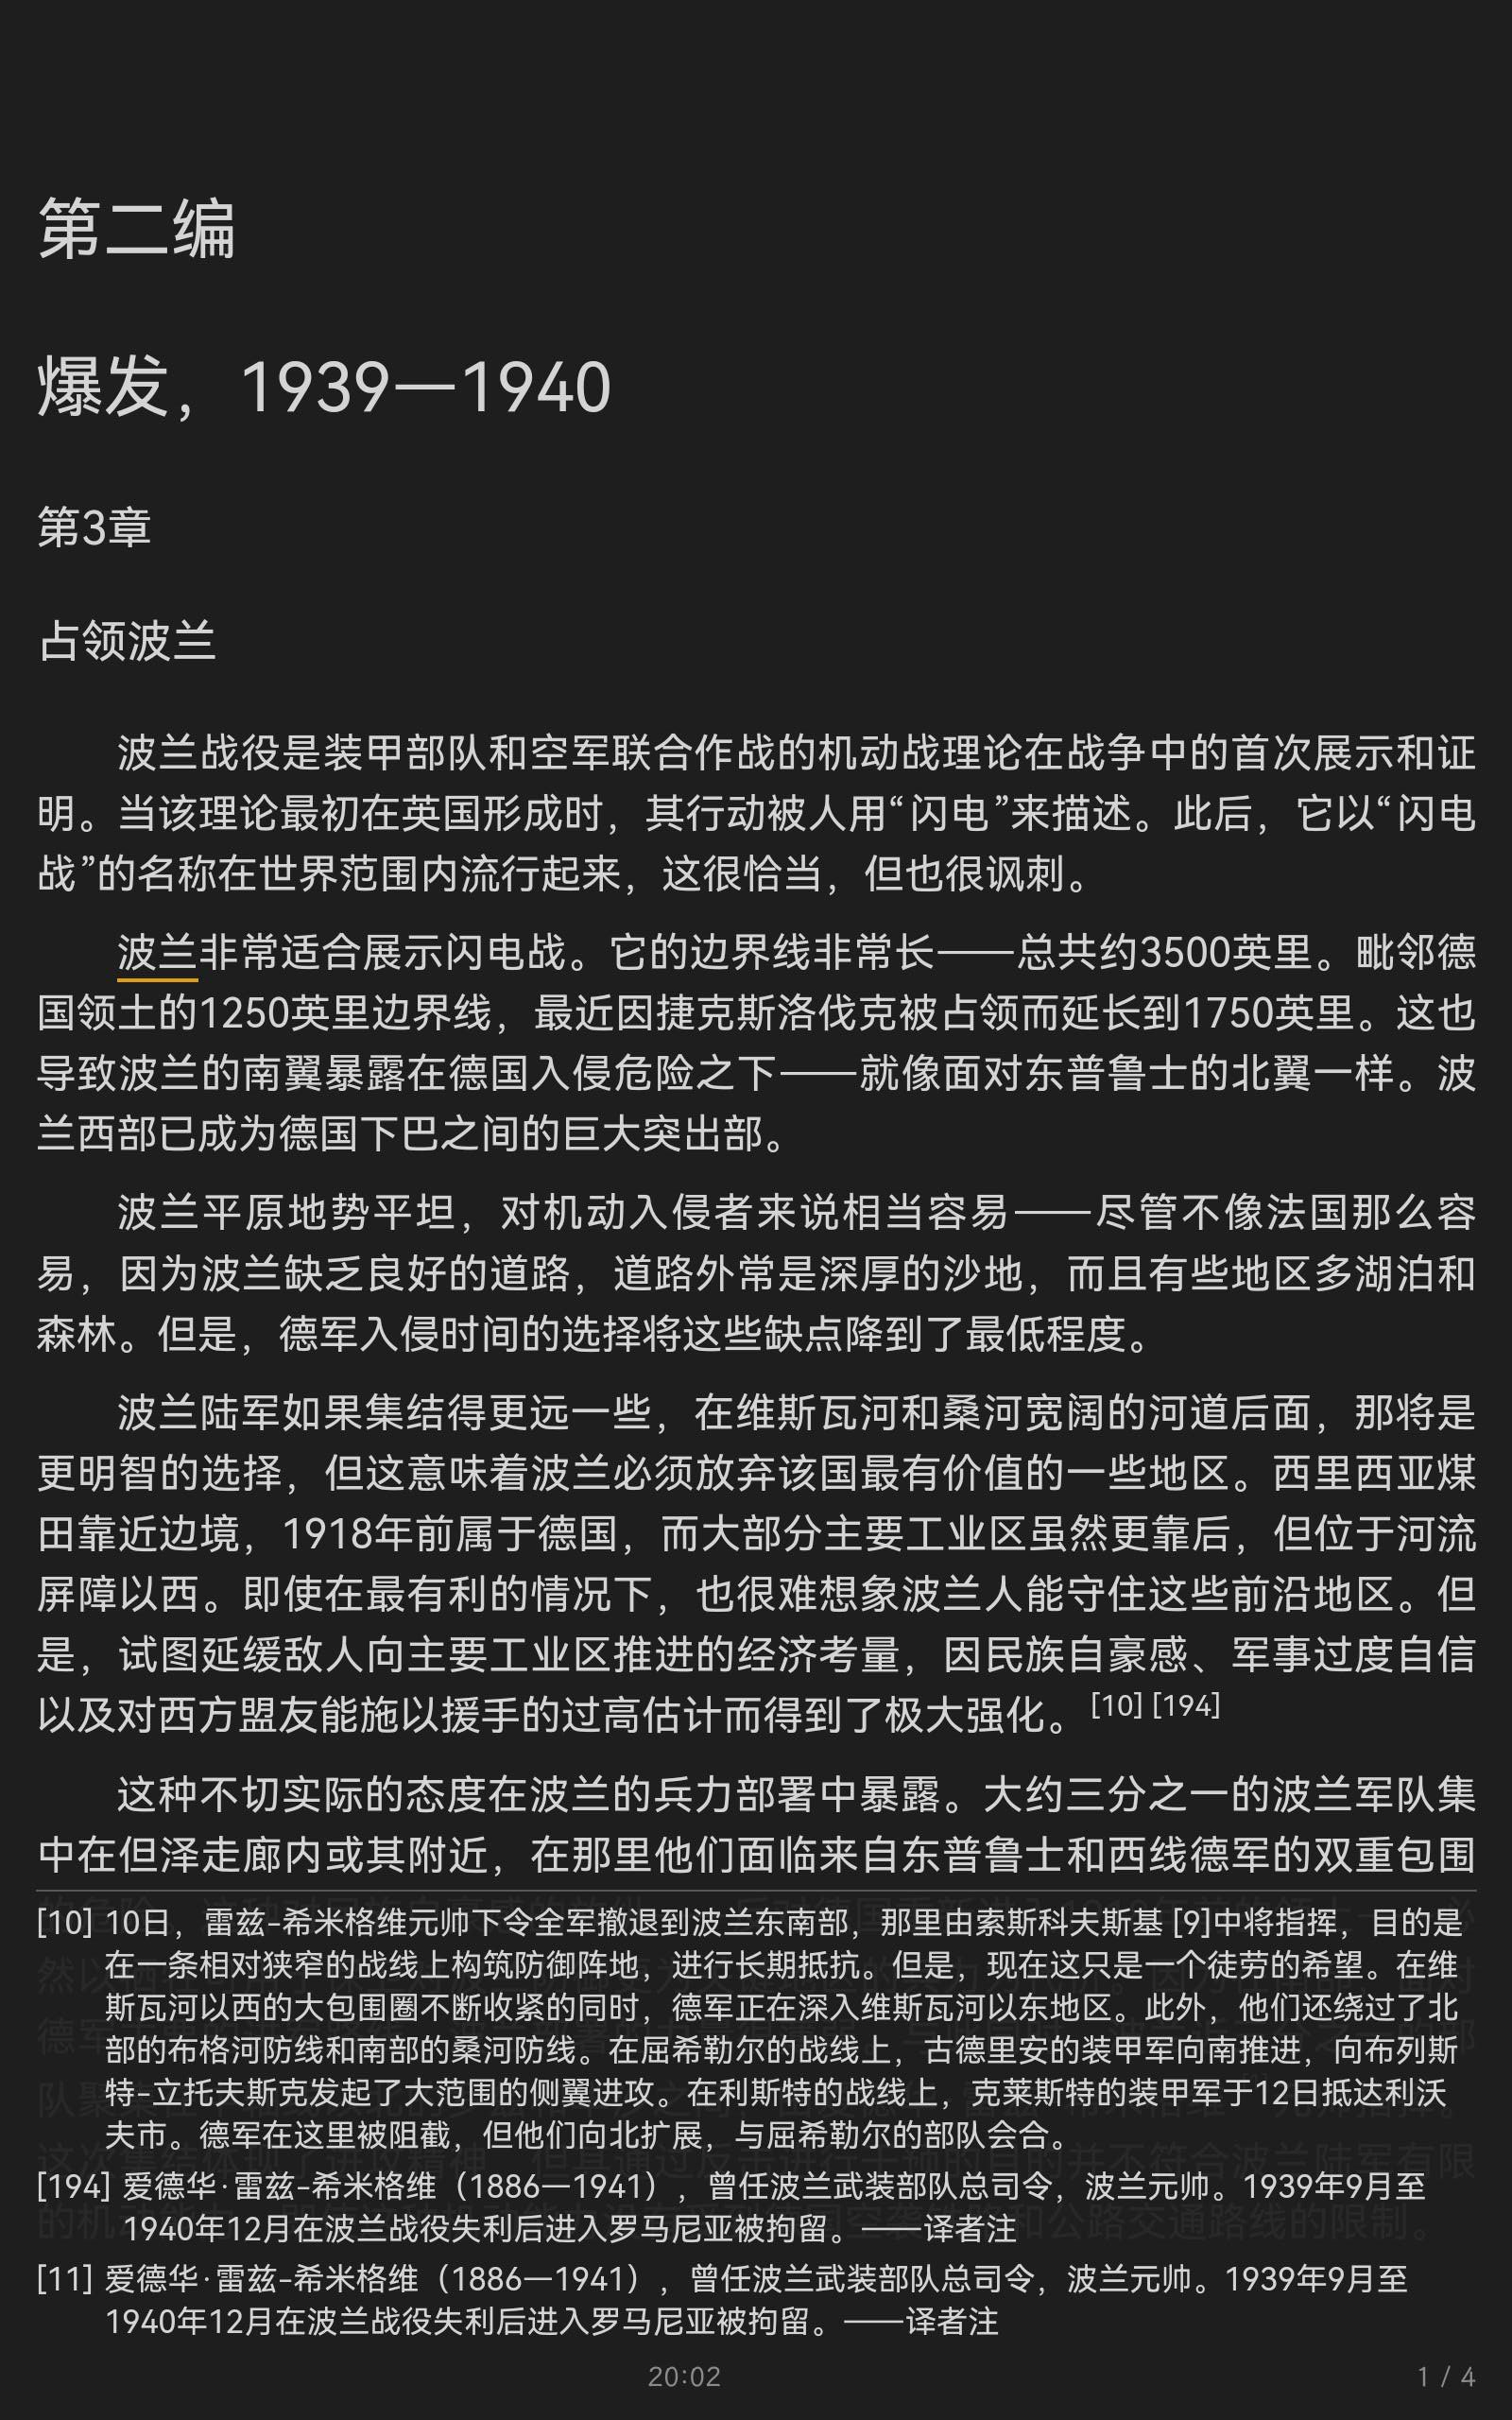 第二编
爆发，1939—1940
第3章
占领波兰
波兰战役是装甲部队和空军联合作战的机动战理论在战争中的首次展示和证
明。当该理论最初在英国形成时，其行动被人用“闪电”来描述。此后，它以“闪电
战”的名称在世界范围内流行起来，这很恰当，但也很讽刺。
波兰非常适合展示闪电战。它的边界线非常长——总共约3500英里。毗邻德
国领土的1250英里边界线，最近因捷克斯洛伐克被占领而延长到1750英里。这也
导致波兰的南翼暴露在德国入侵危险之下——就像面对东普鲁士的北翼一样。波
兰西部已成为德国下巴之间的巨大突出部。
波兰平原地势平坦，对机动入侵者来说相当容易——尽管不像法国那么容
易，因为波兰缺乏良好的道路，道路外常是深厚的沙地，而且有些地区多湖泊和
森林。但是，德军入侵时间的选择将这些缺点降到了最低程度。
波兰陆军如果集结得更远一些，在维斯瓦河和桑河宽阔的河道后面，那将是
更明智的选择，但这意味着波兰必须放弃该国最有价值的一些地区。西里西亚煤
田靠近边境，1918年前属于德国，而大部分主要工业区虽然更靠后，但位于河流
屏障以西。即使在最有利的情况下，也很难想象波兰人能守住这些前沿地区。但
是，试图延缓敌人向主要工业区推进的经济考量，因民族自豪感、军事过度自信
以及对西方盟友能施以援手的过高估计而得到了极大强化。[10] [194]
这种不切实际的态度在波兰的兵力部署中暴露。大约三分之一的波兰军队集
中在但泽走廊内或其附近，在那里他们面临来自东普鲁士和西线德军的双重包围
[10] 10日，雷兹-希米格维元帅下令全军撤退到波兰东南部，那里由索斯科夫斯基 [9]中将指挥，目的是
在一条相对狭窄的战线上构筑防御阵地，进行长期抵抗。但是，现在这只是一个徒劳的希望。在维
斯瓦河以西的大包围圈不断收紧的同时，德军正在深入维斯瓦河以东地区。此外，他们还绕过了北
部的布格河防线和南部的桑河防线。在屈希勒尔的战线上，古德里安的装甲军向南推进，向布列斯
特-立托夫斯克发起了大范围的侧翼进攻。在利斯特的战线上，克莱斯特的装甲军于12日抵达利沃
夫市。德军在这里被阻截，但他们向北扩展，与屈希勒尔的部队会合。
[194] 爱德华·雷兹-希米格维（1886—1941），曾任波兰武装部队总司令，波兰元帅。1939年9月至
1940年12月在波兰战役失利后进入罗马尼亚被拘留。——译者注
[11] 爱德华·雷兹-希米格维（1886—1941），曾任波兰武装部队总司令，波兰元帅。1939年9月至
1940年12月在波兰战役失利后进入罗马尼亚被拘留。——译者注
20:02
1 / 4